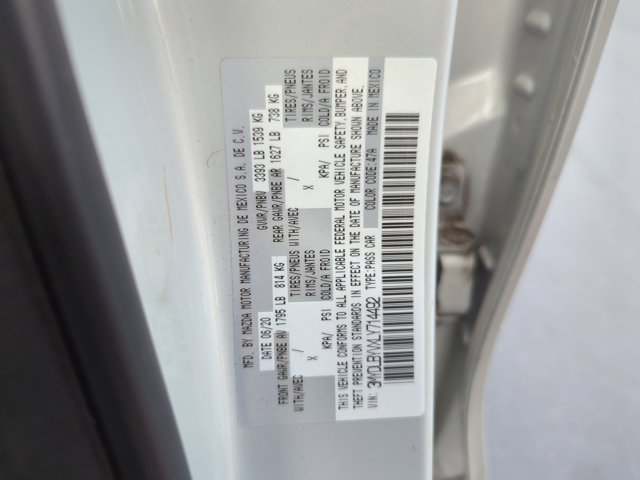 MFD. BY MAZDA MOTOR MANUFACTURING DE MEXICO S.A. DE C.V.
DATE 06/20 GVWR/PNBV 3393 LB 1539 KG
FRONT GAWR/PNBE AV 1795 LB 814 KG REAR GAWR/PNBE AR 1627 LB 738 KG
WITH/AVEC / TIRES/PNEUS WITH/AVEC / TIRES/PNEUS
X RIMS/JANTES X RIMS/JANTES
KPA/ PSI COLD/A FROID KPA/ PSI COLD/A FROID
THIS VEHICLE CONFORMS TO ALL APPLICABLE FEDERAL MOTOR VEHICLE SAFETY, BUMPER, AND
THEFT PREVENTION STANDARDS IN EFFECT ON THE DATE OF MANUFACTURE SHOWN ABOVE.
COLOR CODE:47A MADE IN MEXICO
VIN: TYPE:PASS CAR